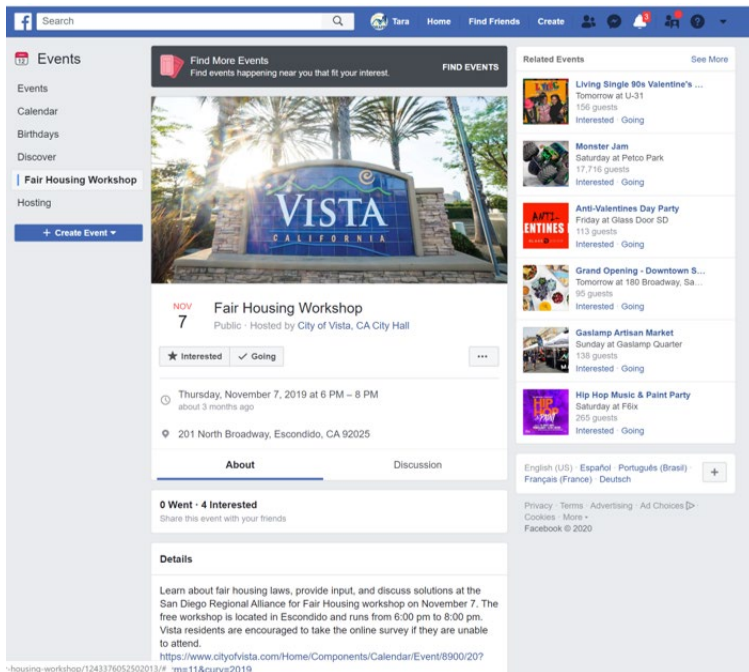 Search
Tara
Home
Find Friends
Create
3
12
Events
Events
Calendar
Birthdays
Discover
Fair Housing Workshop
Hosting
+ Create Event
Find More Events
Find events happening near you that fit your interest.
FIND EVENTS
VISTA
CALIFORNIA
NOV
7
Fair Housing Workshop
Public · Hosted by City of Vista, CA City Hall
Interested
Going
Thursday, November 7, 2019 at 6 PM – 8 PM
about 3 months ago
201 North Broadway, Escondido, CA 92025
About
Discussion
0 Went · 4 Interested
Share this event with your friends
Details
Learn about fair housing laws, provide input, and discuss solutions at the
San Diego Regional Alliance for Fair Housing workshop on November 7. The
free workshop is located in Escondido and runs from 6:00 pm to 8:00 pm.
Vista residents are encouraged to take the online survey if they are unable
to attend.
https://www.cityofvista.com/Home/Components/Calendar/Event/8900/20?
rms=11&curv=2019
-housing-workshop/1243376052502013/#
Related Events
See More
Living Single 90s Valentine's ...
Tomorrow at U-31
156 guests
Interested · Going
Monster Jam
Saturday at Petco Park
17,716 guests
Interested · Going
ANTI-
ENTINES
Anti-Valentines Day Party
Friday at Glass Door SD
113 guests
Interested · Going
Grand Opening - Downtown S...
Tomorrow at 180 Broadway, Sa...
95 guests
Interested · Going
Gaslamp Artisan Market
Sunday at Gaslamp Quarter
138 guests
Interested · Going
HIP
HOP
Hip Hop Music & Paint Party
Saturday at F6ix
265 guests
Interested · Going
English (US) · Español · Português (Brasil) ·
Français (France) · Deutsch
+
Privacy · Terms · Advertising · Ad Choices
Cookies · More
Facebook © 2020